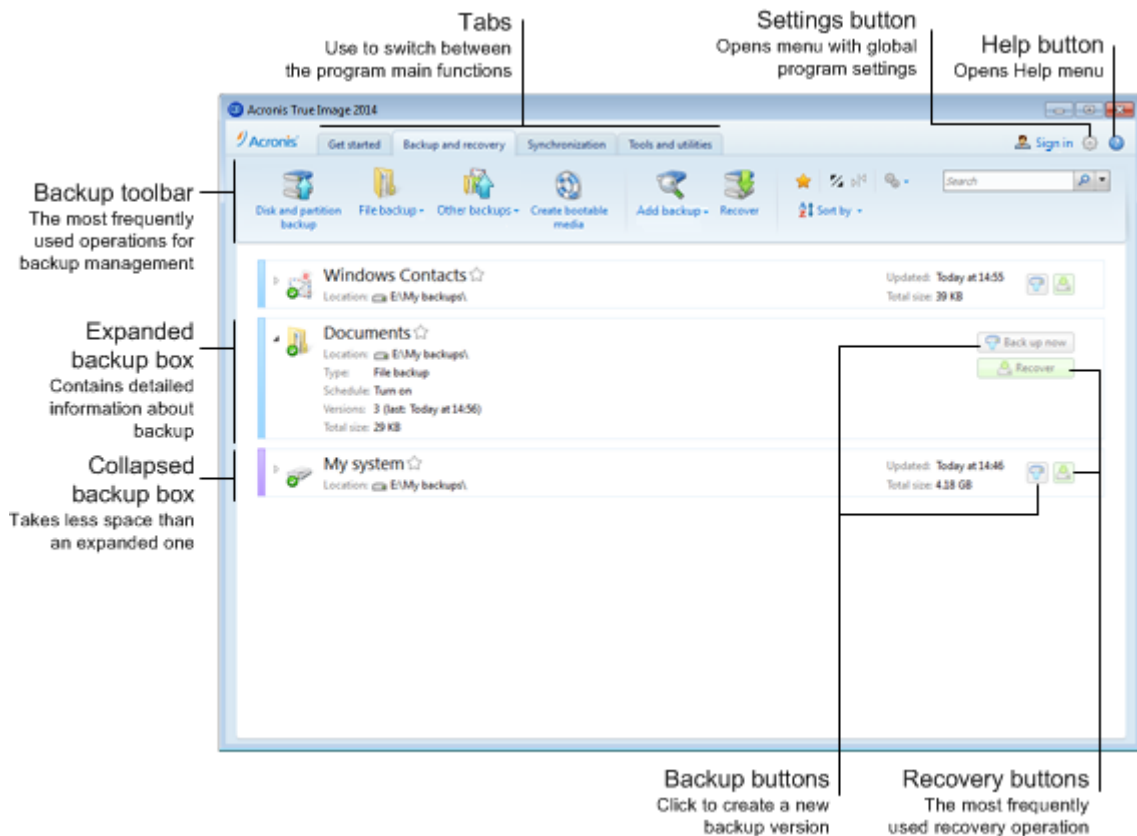 Tabs
Use to switch between
the program main functions
Settings button
Opens menu with global
program settings
Help button
Opens Help menu
Acronis True Image 2014
Acronis
Get started
Backup and recovery
Synchronization
Tools and utilities
Sign in
Backup toolbar
The most frequently
used operations for
backup management
Disk and partition
backup
File backup
Other backups
Create bootable
media
Add backup
Recover
Sort by
Search
Windows Contacts
Location: E:\My backups\
Updated: Today at 14:55
Total size: 39 KB
Expanded
backup box
Contains detailed
information about
backup
Documents
Location: E:\My backups\
Type: File backup
Schedule: Turn on
Versions: 3 (last: Today at 14:56)
Total size: 29 KB
Back up now
Recover
Collapsed
backup box
Takes less space than
an expanded one
My system
Location: E:\My backups\
Updated: Today at 14:46
Total size: 4.18 GB
Backup buttons
Click to create a new
backup version
Recovery buttons
The most frequently
used recovery operation